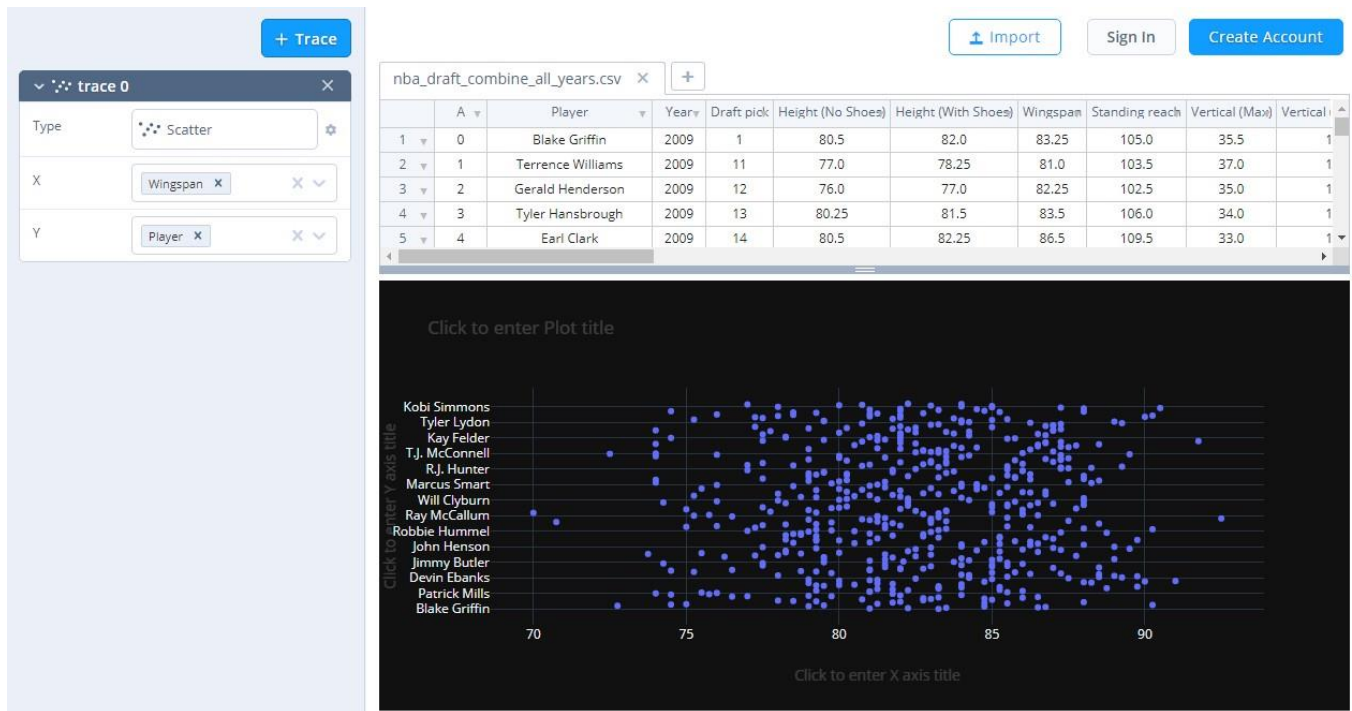 + Trace
trace 0
Type
Scatter
X
Wingspan
Y
Player
Import
Sign In
Create Account
nba_draft_combine_all_years.csv
A Player Year Draft pick Height (No Shoes) Height (With Shoes) Wingspan Standing reach Vertical (Max) Vertical
1 0 Blake Griffin 2009 1 80.5 82.0 83.25 105.0 35.5 1
2 1 Terrence Williams 2009 11 77.0 78.25 81.0 103.5 37.0 1
3 2 Gerald Henderson 2009 12 76.0 77.0 82.25 102.5 35.0 1
4 3 Tyler Hansbrough 2009 13 80.25 81.5 83.5 106.0 34.0 1
5 4 Earl Clark 2009 14 80.5 82.25 86.5 109.5 33.0 1
Click to enter Plot title
Click to enter Y axis title
Kobi Simmons
Tyler Lydon
Kay Felder
T.J. McConnell
R.J. Hunter
Marcus Smart
Will Clyburn
Ray McCallum
Robbie Hummel
John Henson
Jimmy Butler
Devin Ebanks
Patrick Mills
Blake Griffin
70 75 80 85 90
Click to enter X axis title